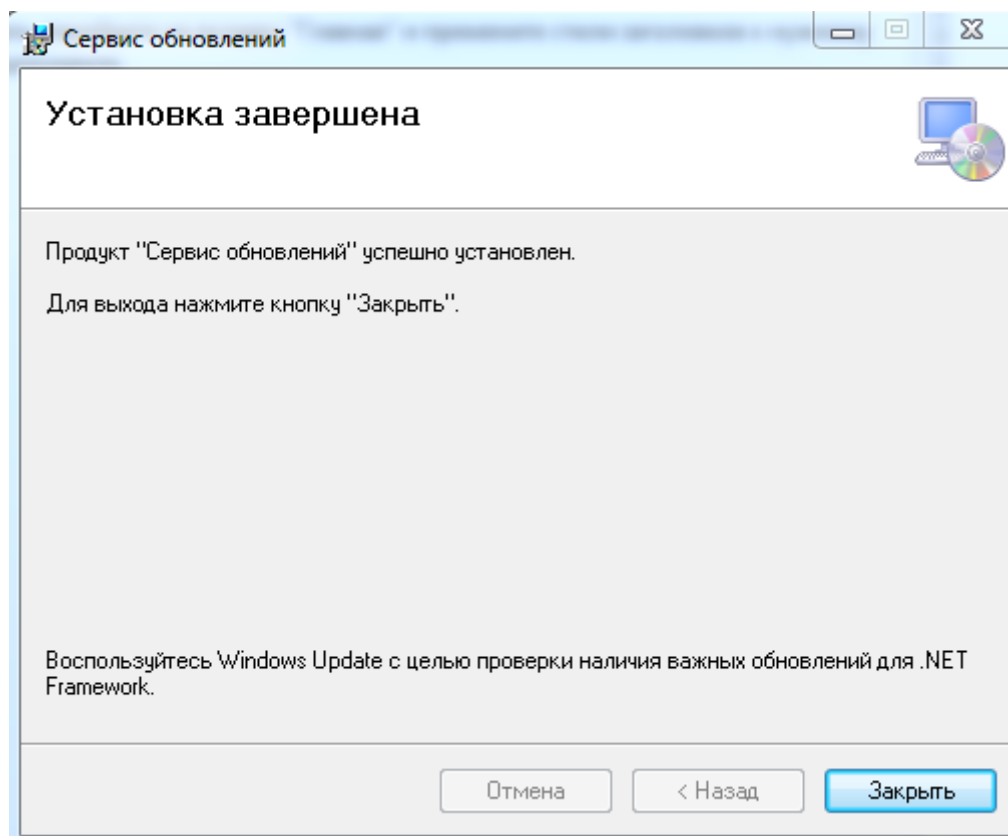 Сервис обновлений
Установка завершена
Продукт "Сервис обновлений" успешно установлен.
Для выхода нажмите кнопку "Закрыть".
Воспользуйтесь Windows Update с целью проверки наличия важных обновлений для .NET
Framework.
Отмена
< Назад
Закрыть